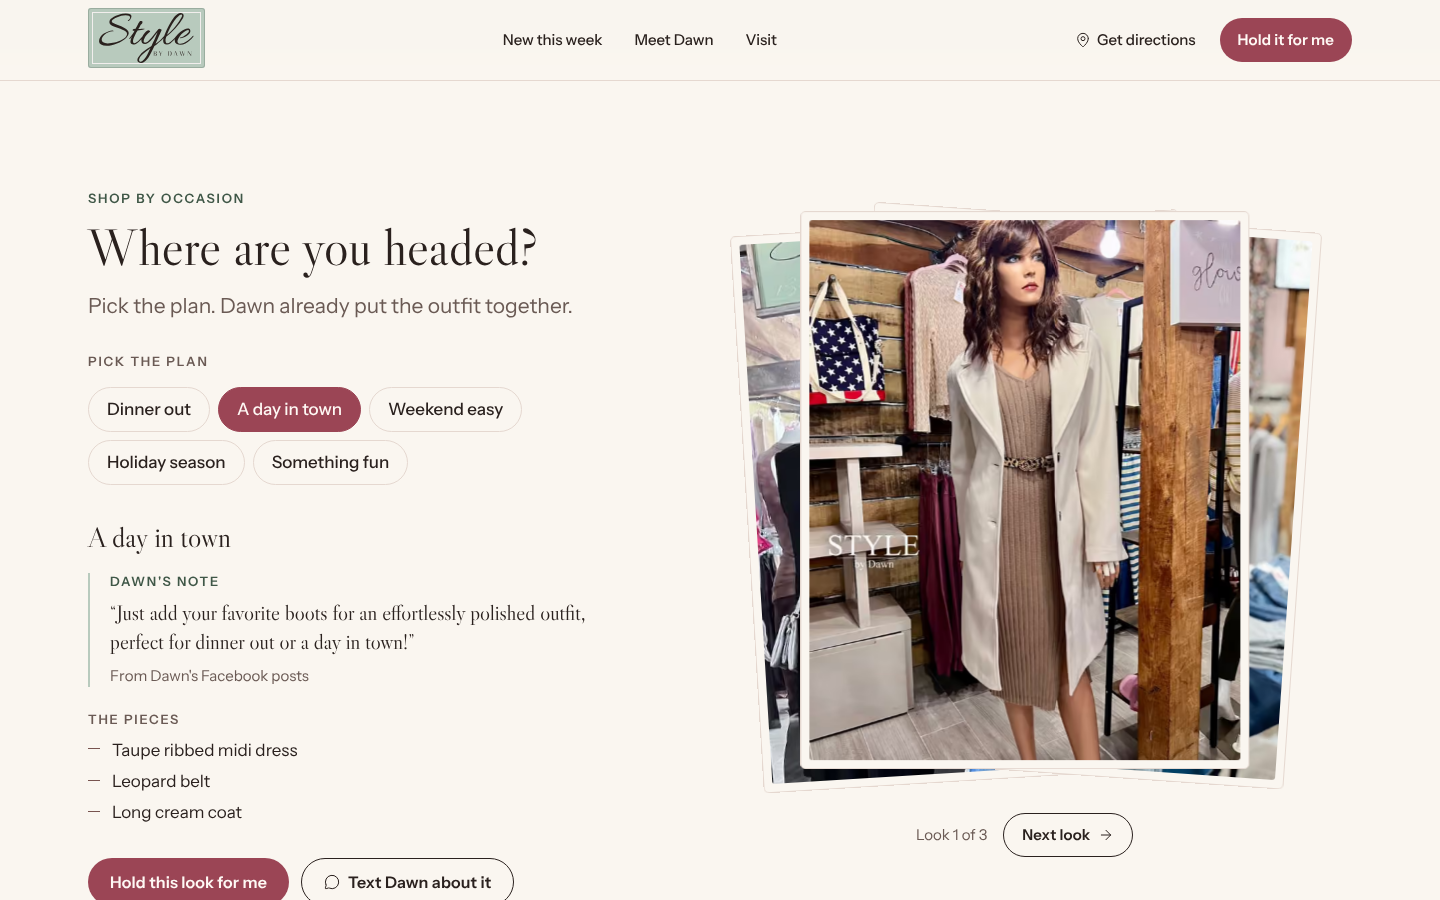 Style
BY DAWN
New this week
Meet Dawn
Visit
Get directions
Hold it for me
SHOP BY OCCASION
Where are you headed?
Pick the plan. Dawn already put the outfit together.
PICK THE PLAN
Dinner out
A day in town
Weekend easy
Holiday season
Something fun
A day in town
DAWN'S NOTE
“Just add your favorite boots for an effortlessly polished outfit,
perfect for dinner out or a day in town!”
From Dawn's Facebook posts
THE PIECES
Taupe ribbed midi dress
Leopard belt
Long cream coat
Hold this look for me
Text Dawn about it
glow
STYLE
by Dawn
Look 1 of 3
Next look